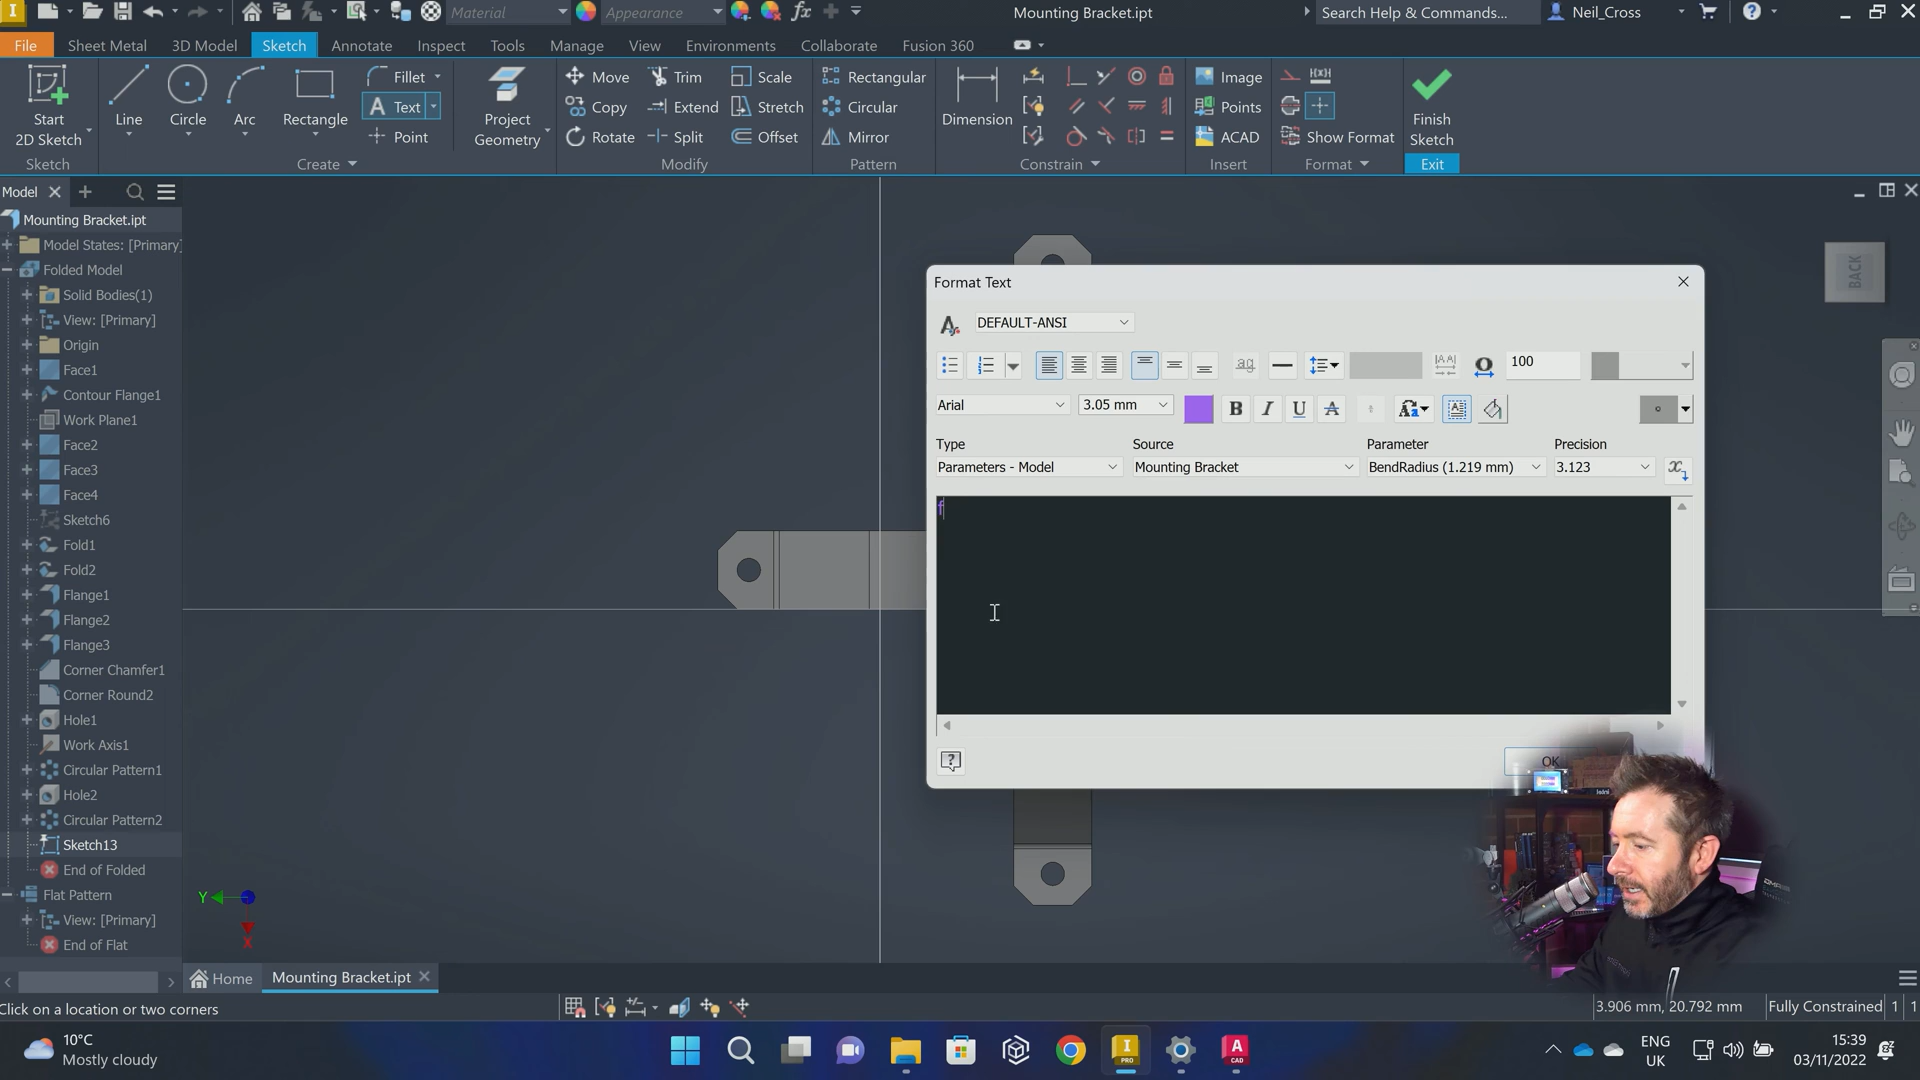 Material
Appearance
Mounting Bracket.ipt
Search Help & Commands...
Neil_Cross
File
Sheet Metal
3D Model
Sketch
Annotate
Inspect
Tools
Manage
View
Environments
Collaborate
Fusion 360
Start
2D Sketch
Line
Circle
Arc
Rectangle
Fillet
Text
Point
Project
Geometry
Move
Copy
Rotate
Trim
Extend
Split
Scale
Stretch
Offset
Rectangular
Circular
Mirror
Dimension
Image
Points
ACAD
Show Format
Finish
Sketch
Sketch
Create
Modify
Pattern
Constrain
Insert
Format
Exit
Model
Mounting Bracket.ipt
Model States: [Primary]
Folded Model
Solid Bodies(1)
View: [Primary]
Origin
Face1
Contour Flange1
Work Plane1
Face2
Face3
Face4
Sketch6
Fold1
Fold2
Flange1
Flange2
Flange3
Corner Chamfer1
Corner Round2
Hole1
Work Axis1
Circular Pattern1
Hole2
Circular Pattern2
Sketch13
End of Folded
Flat Pattern
View: [Primary]
End of Flat
BACK
Y
X
Format Text
DEFAULT-ANSI
100
Arial
3.05 mm
B I U A
Type
Source
Parameter
Precision
Parameters - Model
Mounting Bracket
BendRadius (1.219 mm)
3.123
f
OK
Home
Mounting Bracket.ipt
Click on a location or two corners
3.906 mm, 20.792 mm
Fully Constrained
1
1
10°C
Mostly cloudy
ENG
UK
15:39
03/11/2022